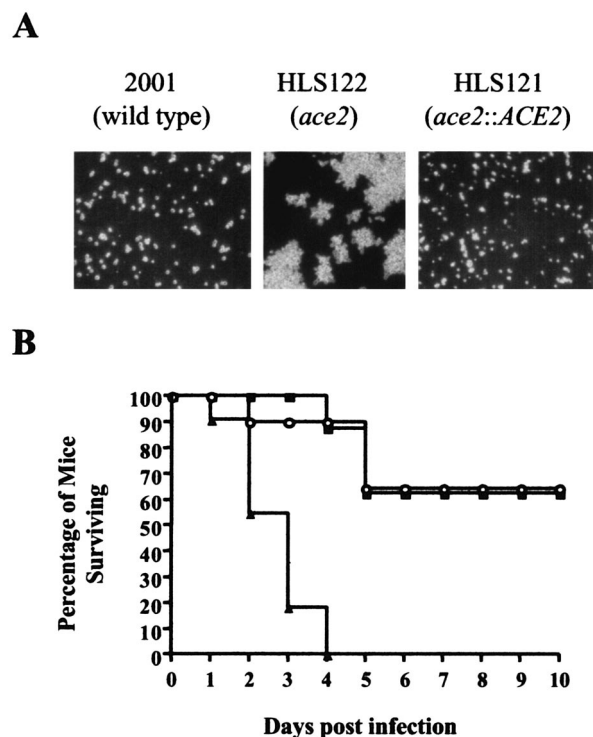 A
2001
(wild type)
HLS122
(ace2)
HLS121
(ace2::ACE2)
B
Percentage of Mice
Surviving
100
90
80
70
60
50
40
30
20
10
0
0 1 2 3 4 5 6 7 8 9 10
Days post infection